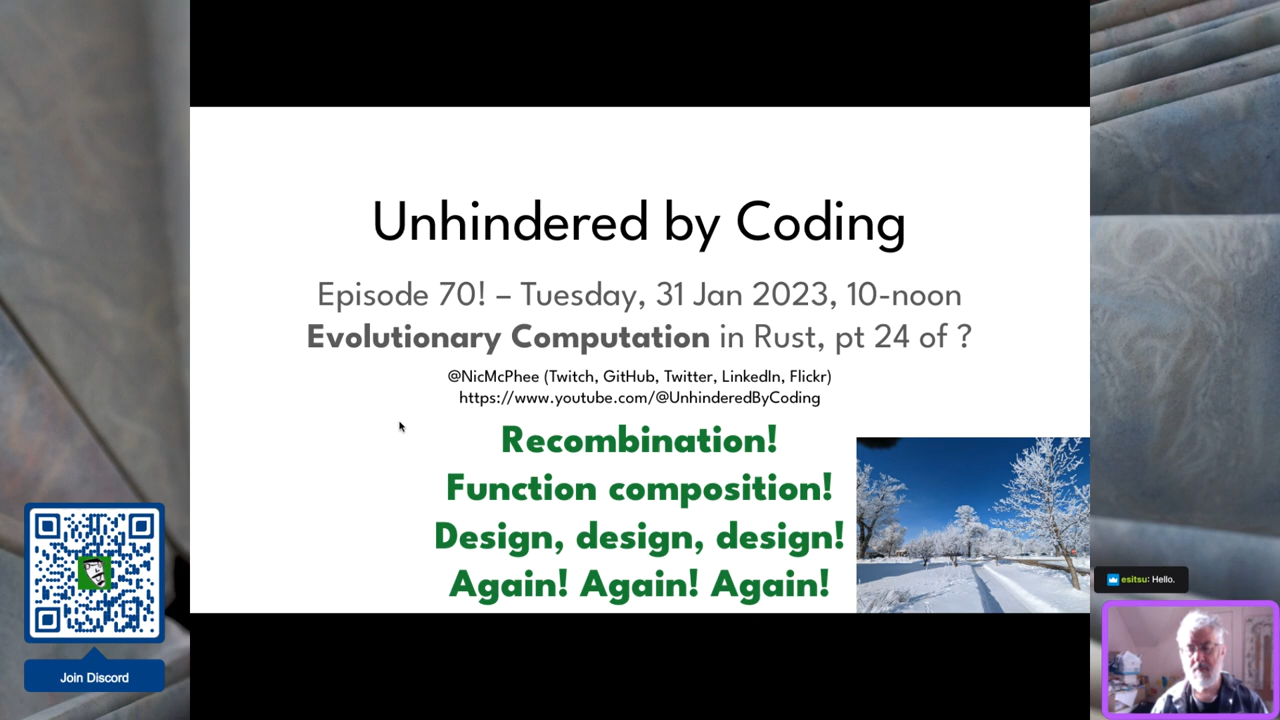 Unhindered by Coding
Episode 70! – Tuesday, 31 Jan 2023, 10-noon
Evolutionary Computation in Rust, pt 24 of ?
@NicMcPhee (Twitch, GitHub, Twitter, LinkedIn, Flickr)
https://www.youtube.com/@UnhinderedByCoding
Recombination!
Function composition!
Design, design, design!
Again! Again! Again!
esitsu: Hello.
Join Discord